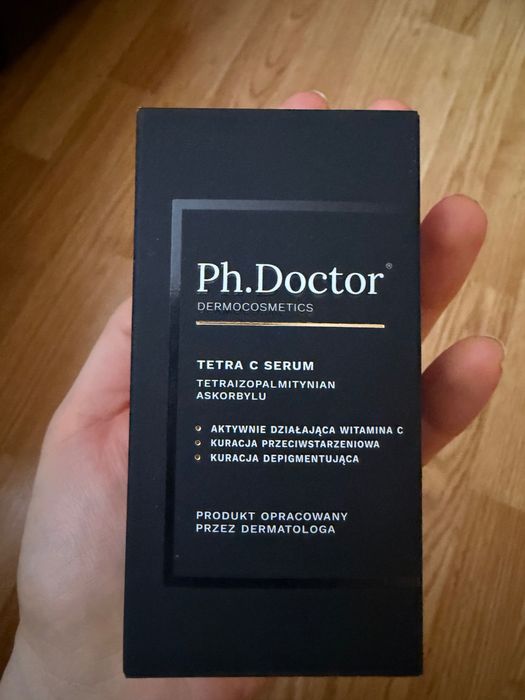 Ph.Doctor®
DERMOCOSMETICS
TETRA C SERUM
TETRAIZOPALMITYNIAN
ASKORBYLU
AKTYWNIE DZIAŁAJĄCA WITAMINA C
KURACJA PRZECIWSTARZENIOWA
KURACJA DEPIGMENTUJĄCA
PRODUKT OPRACOWANY
PRZEZ DERMATOLOGA